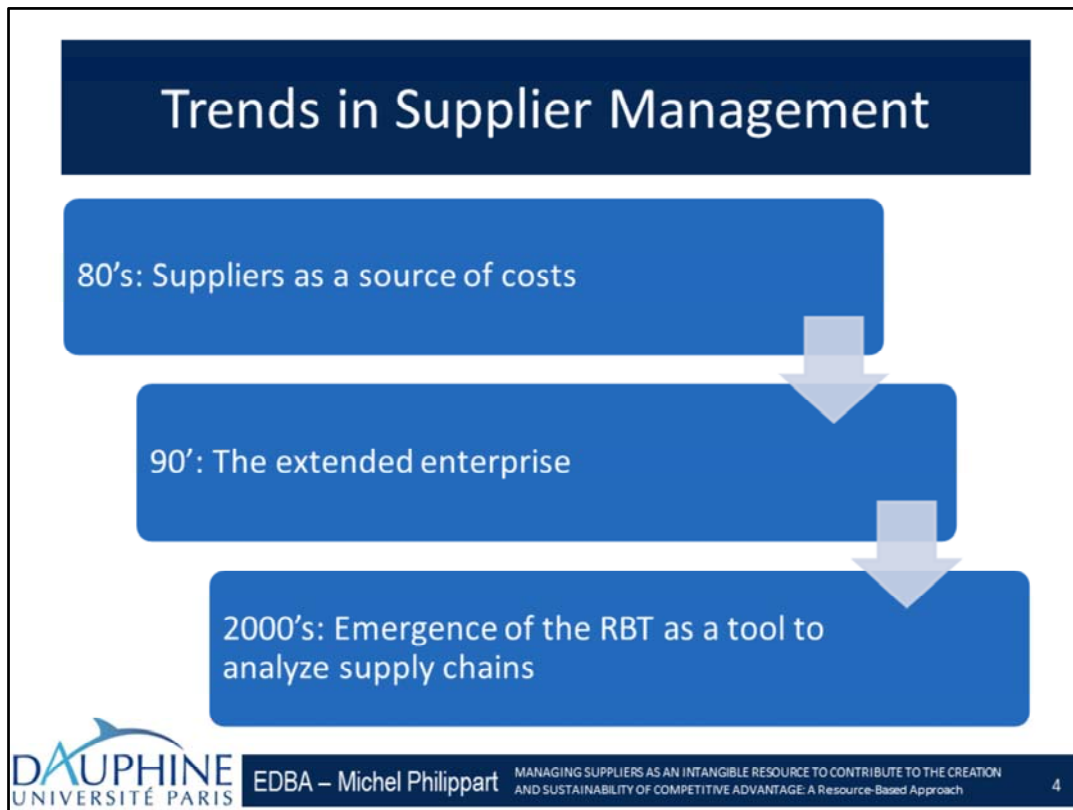 Trends in Supplier Management
80’s: Suppliers as a source of costs
90’: The extended enterprise
2000’s: Emergence of the RBT as a tool to
analyze supply chains
DAUPHINE
UNIVERSITÉ PARIS
EDBA – Michel Philippart
MANAGING SUPPLIERS AS AN INTANGIBLE RESOURCE TO CONTRIBUTE TO THE CREATION
AND SUSTAINABILITY OF COMPETITIVE ADVANTAGE: A Resource-Based Approach
4